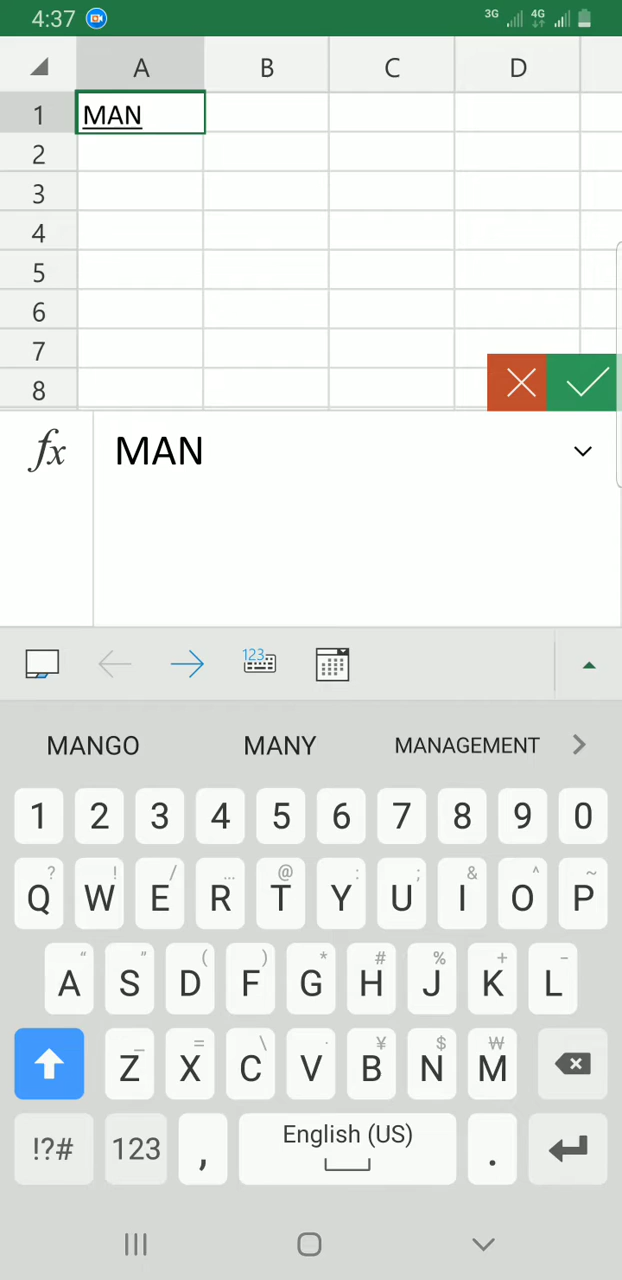 4:37 3G 4G
A B C D
1 MAN
2
3
4
5
6
7
8
fx MAN
123
MANGO MANY MANAGEMENT
1 2 3 4 5 6 7 8 9 0
? ! / ... @ : ; & ^ ~
Q W E R T Y U I O P
" " ( ) * # % + -
A S D F G H J K L
_ = \ · ¥ $ ₩
Z X C V B N M
!?# 123 , English (US) .